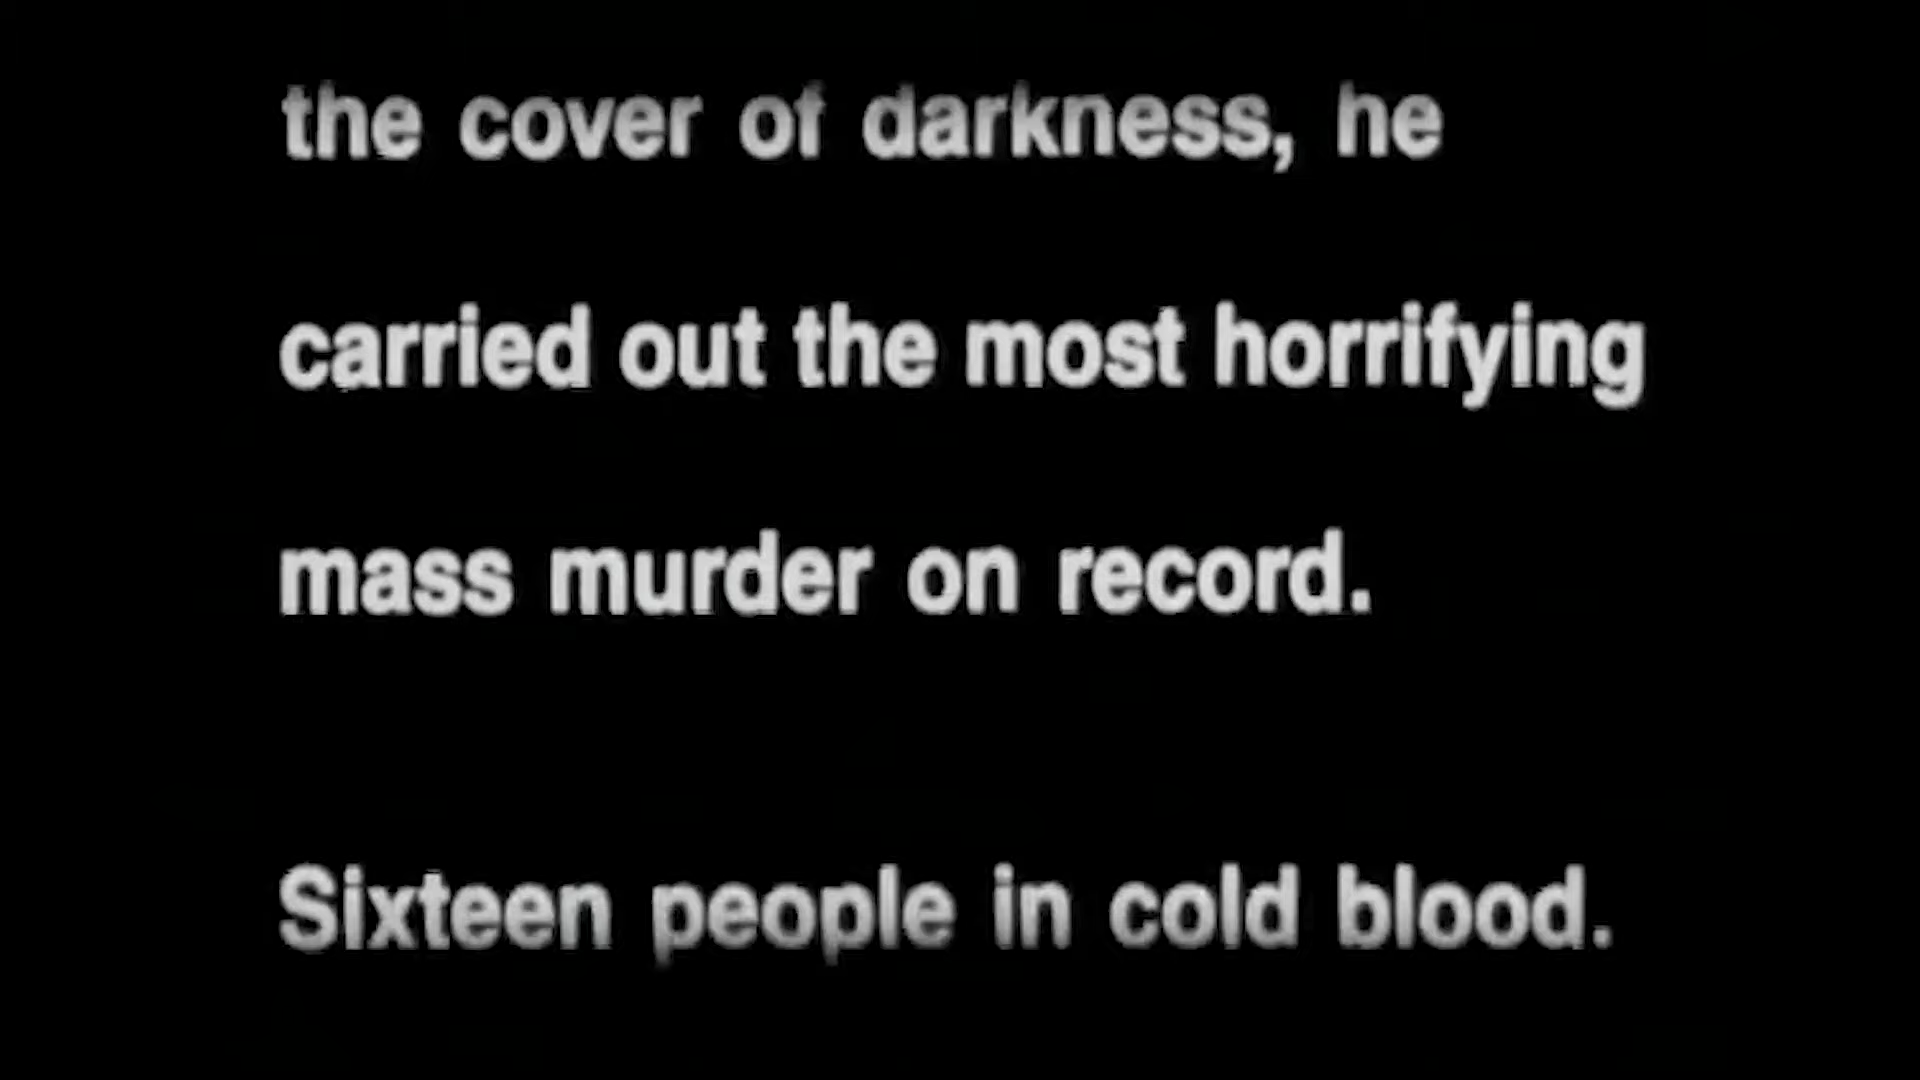 the cover of darkness, he
carried out the most horrifying
mass murder on record.
Sixteen people in cold blood.